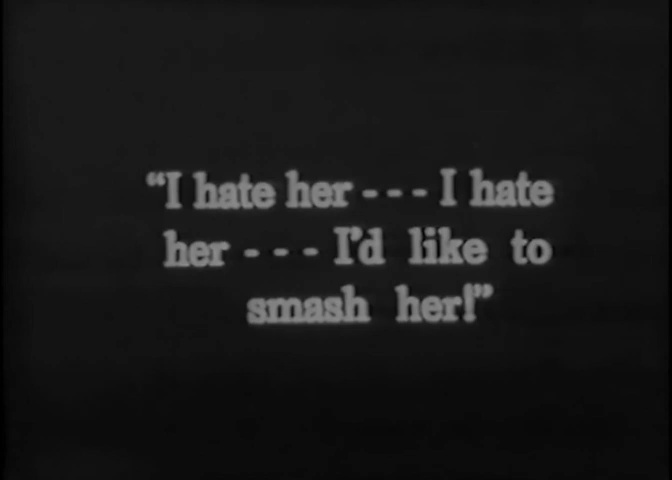 “I hate her - - - I hate
her - - - I’d like to
smash her!”